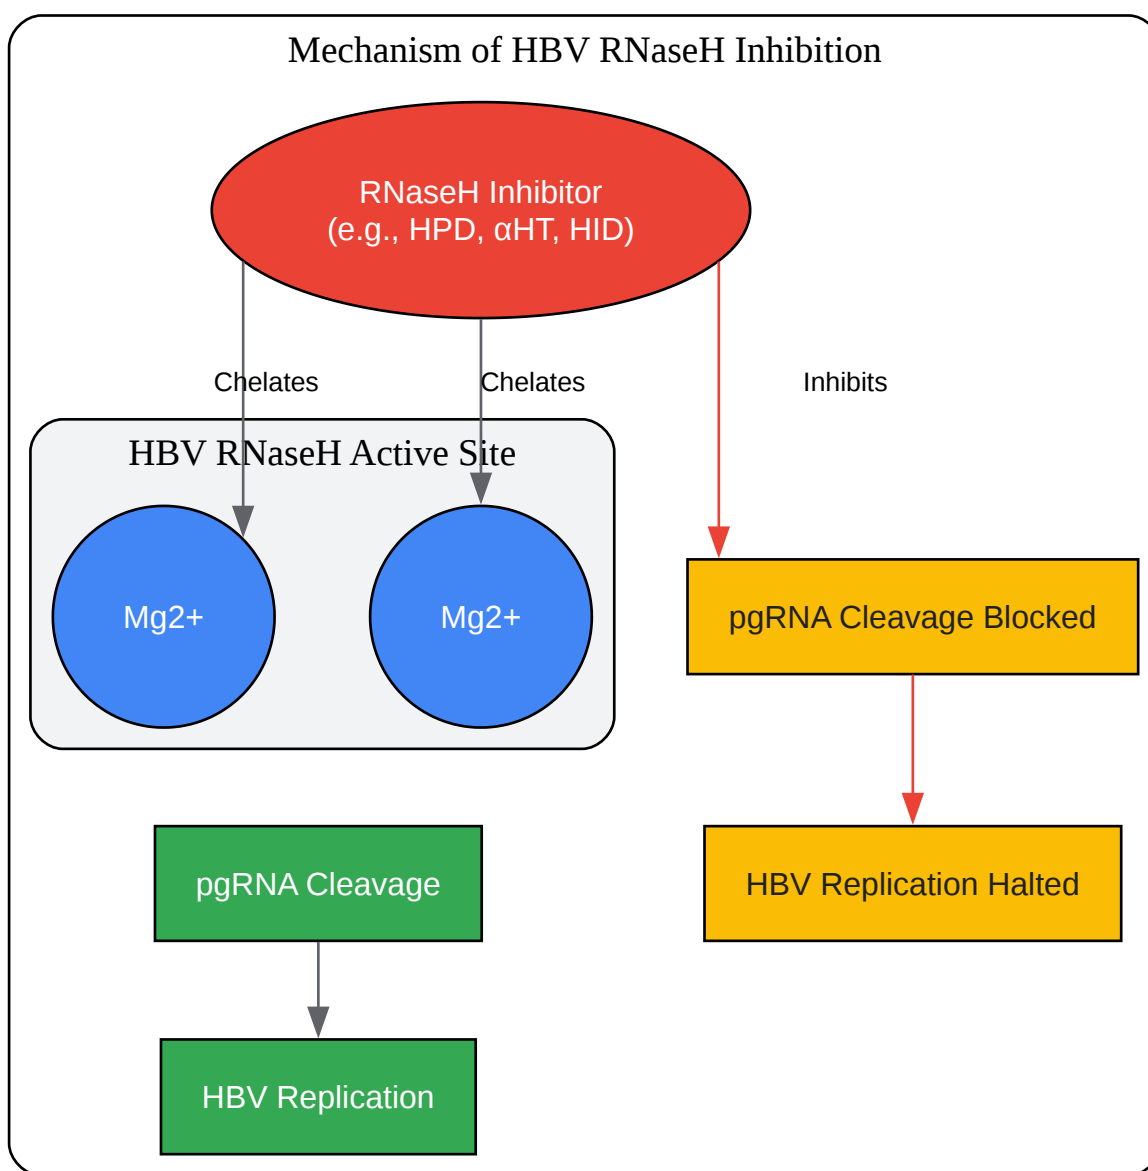 Mechanism of HBV RNaseH Inhibition
RNaseH Inhibitor
(e.g., HPD, αHT, HID)
Chelates
Chelates
Inhibits
HBV RNaseH Active Site
Mg2+
Mg2+
pgRNA Cleavage Blocked
pgRNA Cleavage
HBV Replication Halted
HBV Replication